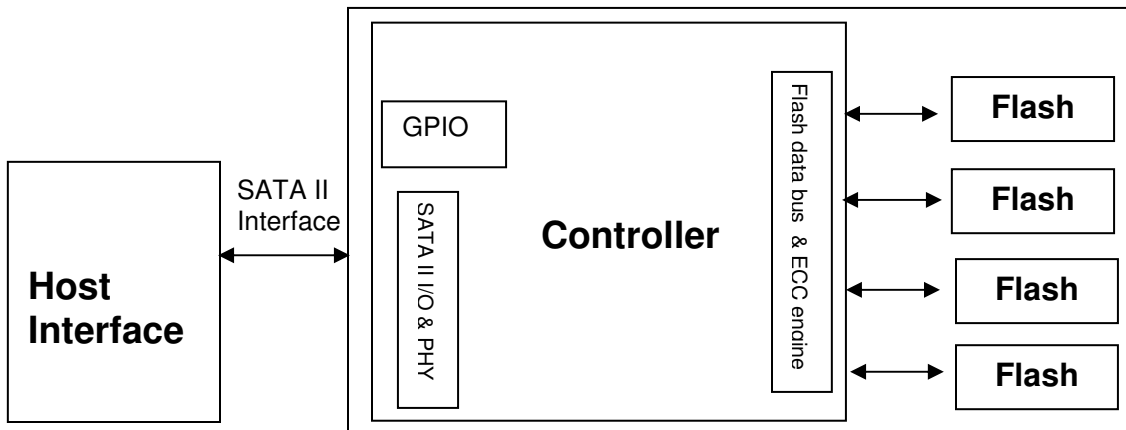 GPIO
SATA II
Interface
Host
Interface
SATA II I/O & PHY
Controller
Flash data bus & ECC engine
Flash
Flash
Flash
Flash